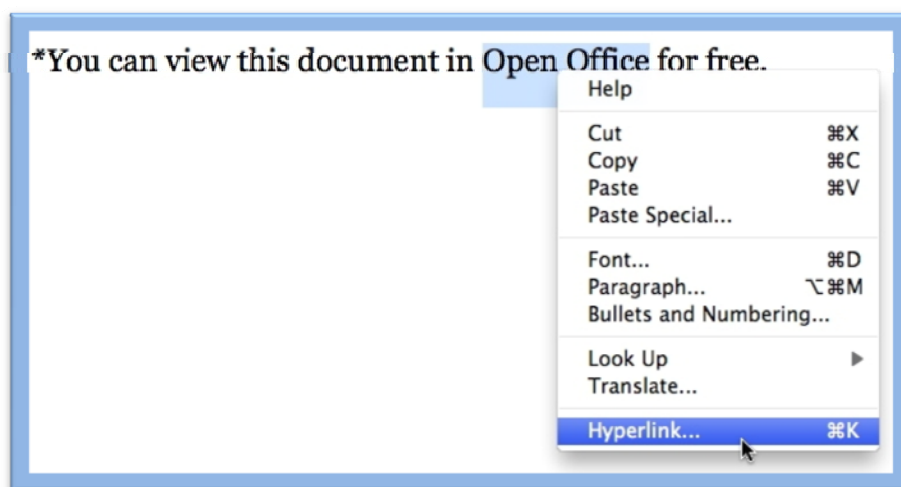 *You can view this document in Open Office for free.
Help
Cut ⌘X
Copy ⌘C
Paste ⌘V
Paste Special...
Font... ⌘D
Paragraph... ⌥⌘M
Bullets and Numbering...
Look Up
Translate...
Hyperlink... ⌘K